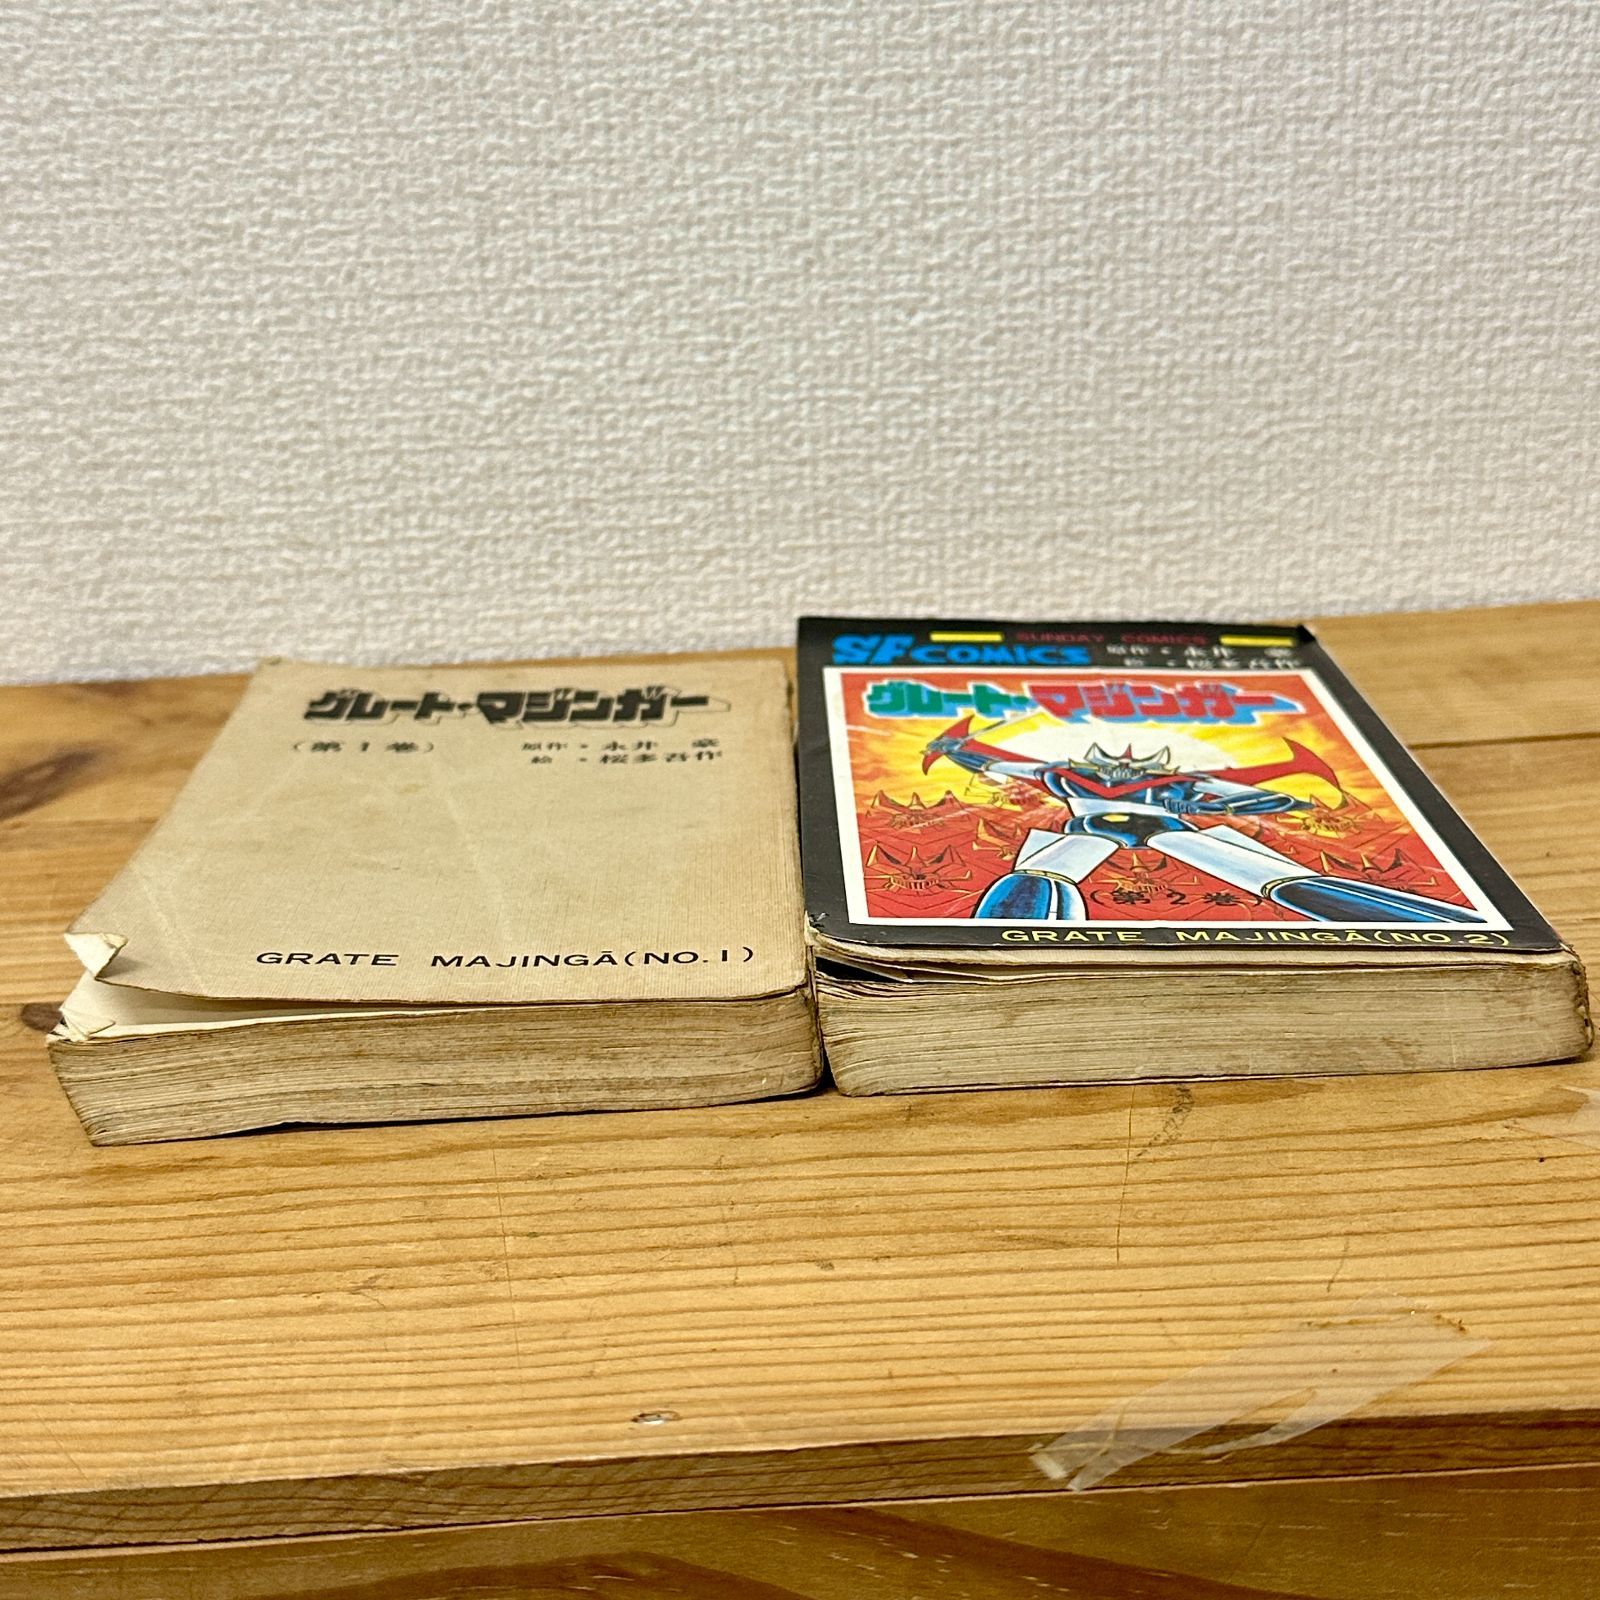 グレート・マジンガー
(第1巻)
原作・永井 豪
絵・桜多吾作
GRATE MAJINGĀ(NO.1)
SUNDAY COMICS
SF COMICS
原作・永井 豪
絵・桜多吾作
グレート・マジンガー
(第2巻)
GRATE MAJINGĀ(NO.2)